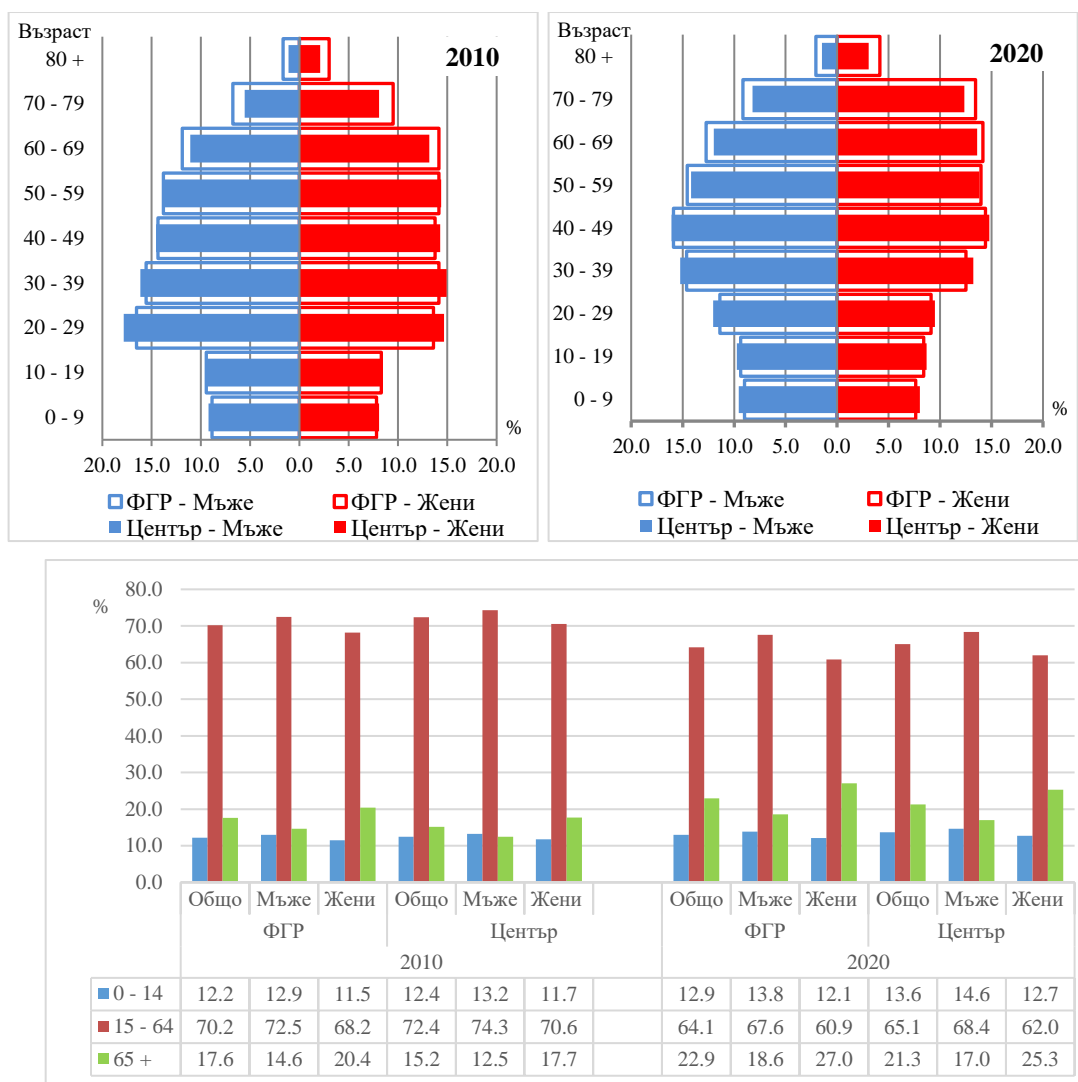 Възраст
2010
80 +
70 - 79
60 - 69
50 - 59
40 - 49
30 - 39
20 - 29
10 - 19
0 - 9
%
20.0 15.0 10.0 5.0 0.0 5.0 10.0 15.0 20.0
ФГР - Мъже ФГР - Жени
Център - Мъже Център - Жени
Възраст
2020
80 +
70 - 79
60 - 69
50 - 59
40 - 49
30 - 39
20 - 29
10 - 19
0 - 9
%
20.0 15.0 10.0 5.0 0.0 5.0 10.0 15.0 20.0
ФГР - Мъже ФГР - Жени
Център - Мъже Център - Жени
%
80.0
70.0
60.0
50.0
40.0
30.0
20.0
10.0
0.0
Общо Мъже Жени Общо Мъже Жени Общо Мъже Жени Общо Мъже Жени
ФГР Център ФГР Център
2010 2020
0 - 14 12.2 12.9 11.5 12.4 13.2 11.7 12.9 13.8 12.1 13.6 14.6 12.7
15 - 64 70.2 72.5 68.2 72.4 74.3 70.6 64.1 67.6 60.9 65.1 68.4 62.0
65 + 17.6 14.6 20.4 15.2 12.5 17.7 22.9 18.6 27.0 21.3 17.0 25.3